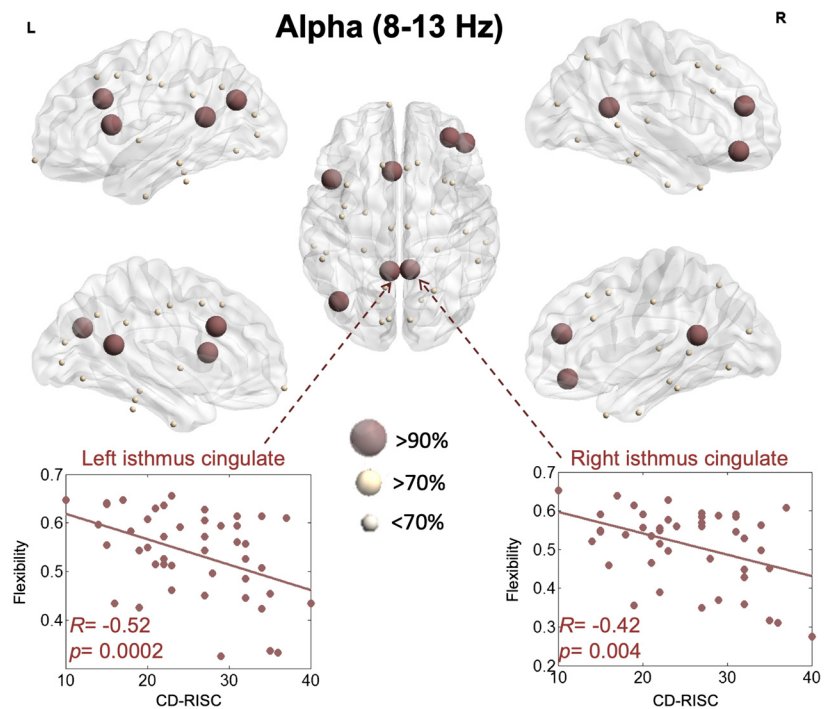 L
Alpha (8-13 Hz)
R
>90%
>70%
<70%
Left isthmus cingulate
0.7
0.6
0.5
0.4
Flexibility
R= -0.52
p= 0.0002
10
20
30
40
CD-RISC
Right isthmus cingulate
0.7
0.6
0.5
0.4
0.3
0.2
Flexibility
R= -0.42
p= 0.004
10
20
30
40
CD-RISC